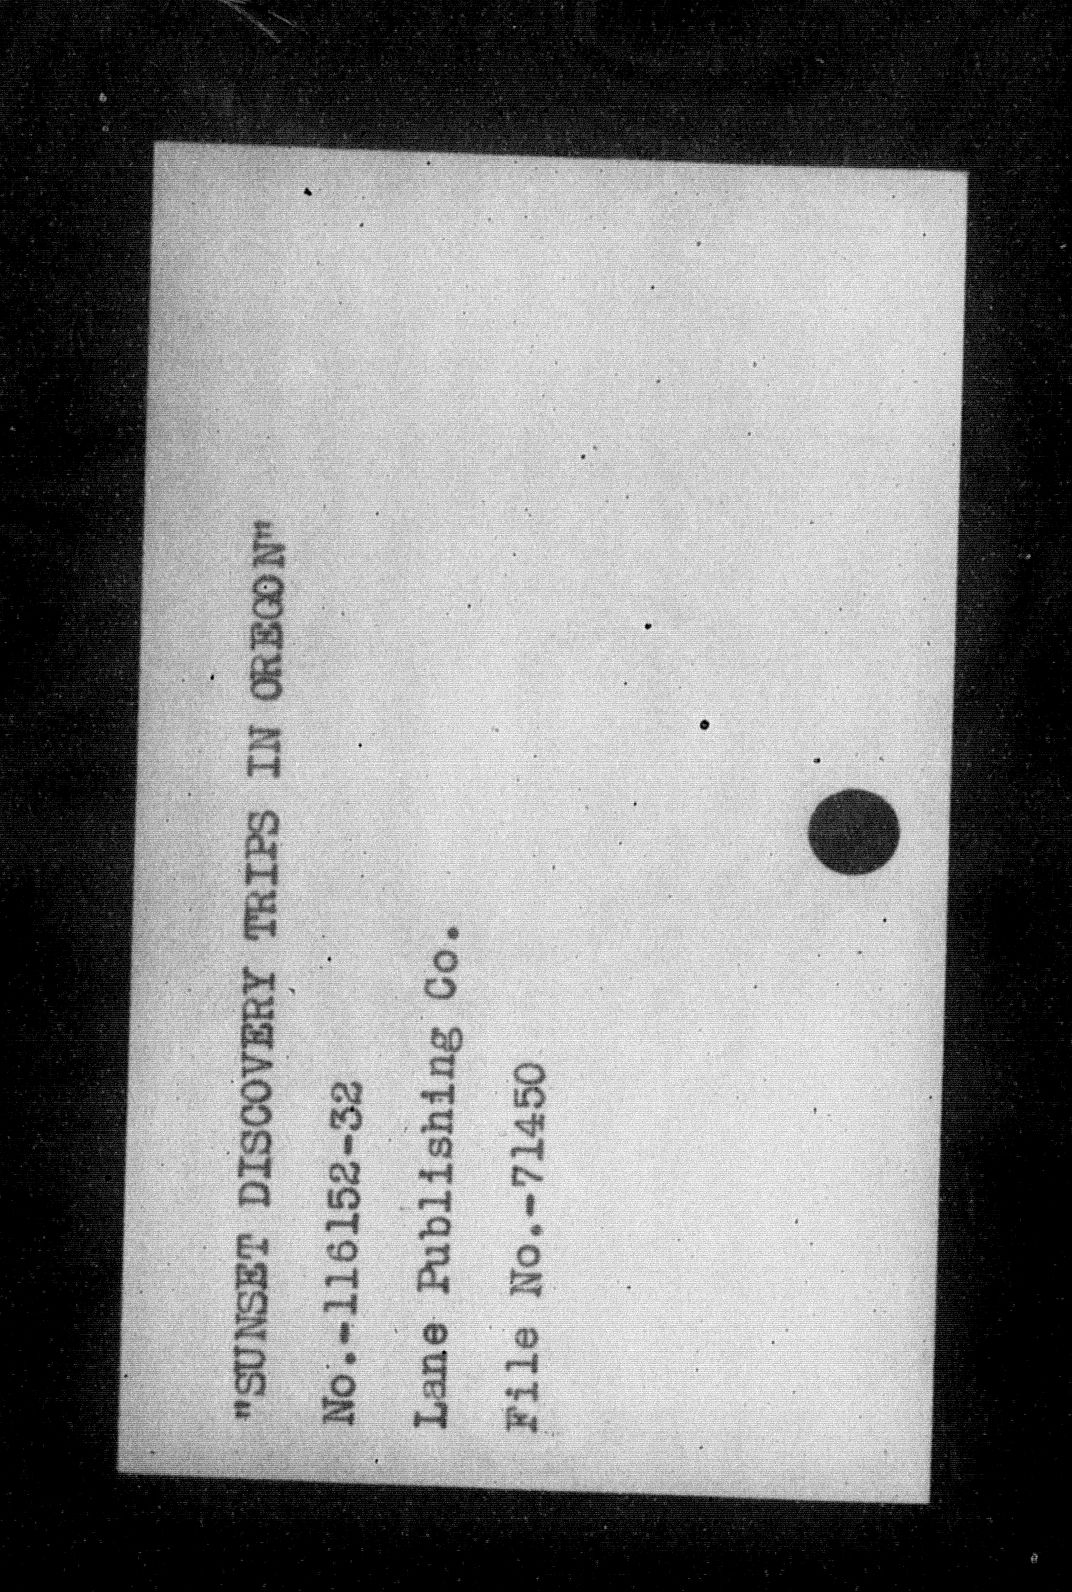 "SUNSET DISCOVERY TRIPS IN OREGON"
No.-116152-32
Lane Publishing Co.
File No.-71450